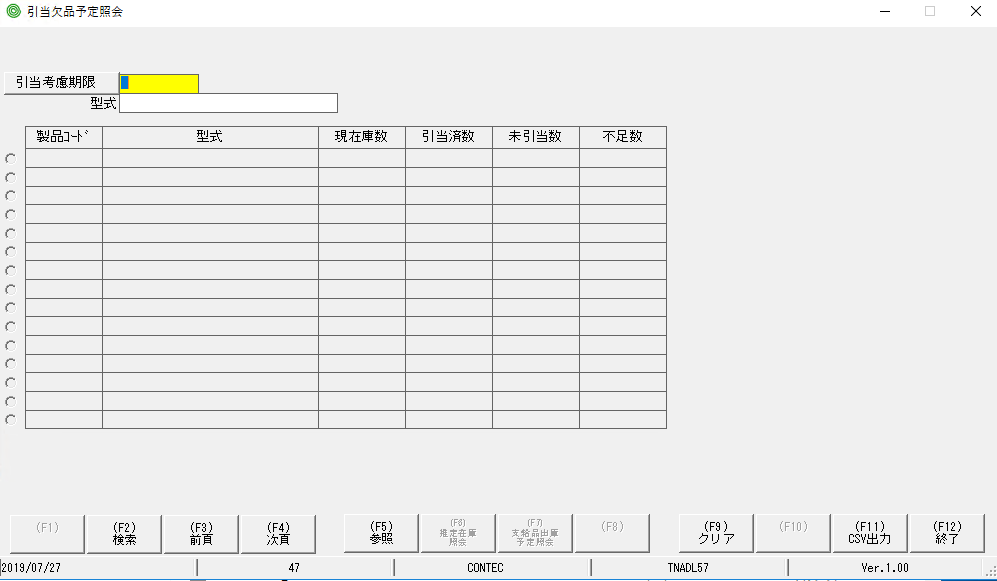 引当欠品予定照会
引当考慮期限
型式
製品ｺｰﾄﾞ 型式 現在庫数 引当済数 未引当数 不足数
(F1) (F2) (F3) (F4) (F5) (F6) (F7) (F8) (F9) (F10) (F11) (F12)
検索 前頁 次頁 参照 推定在庫 支給品出庫 クリア CSV出力 終了
照会 予定照会
2019/07/27 47 CONTEC TNADL57 Ver.1.00